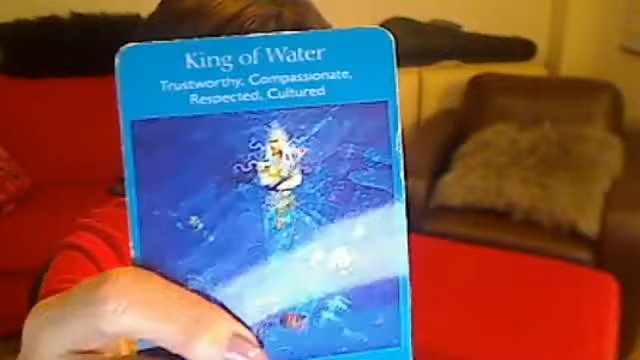 King of Water
Trustworthy, Compassionate,
Respected, Cultured